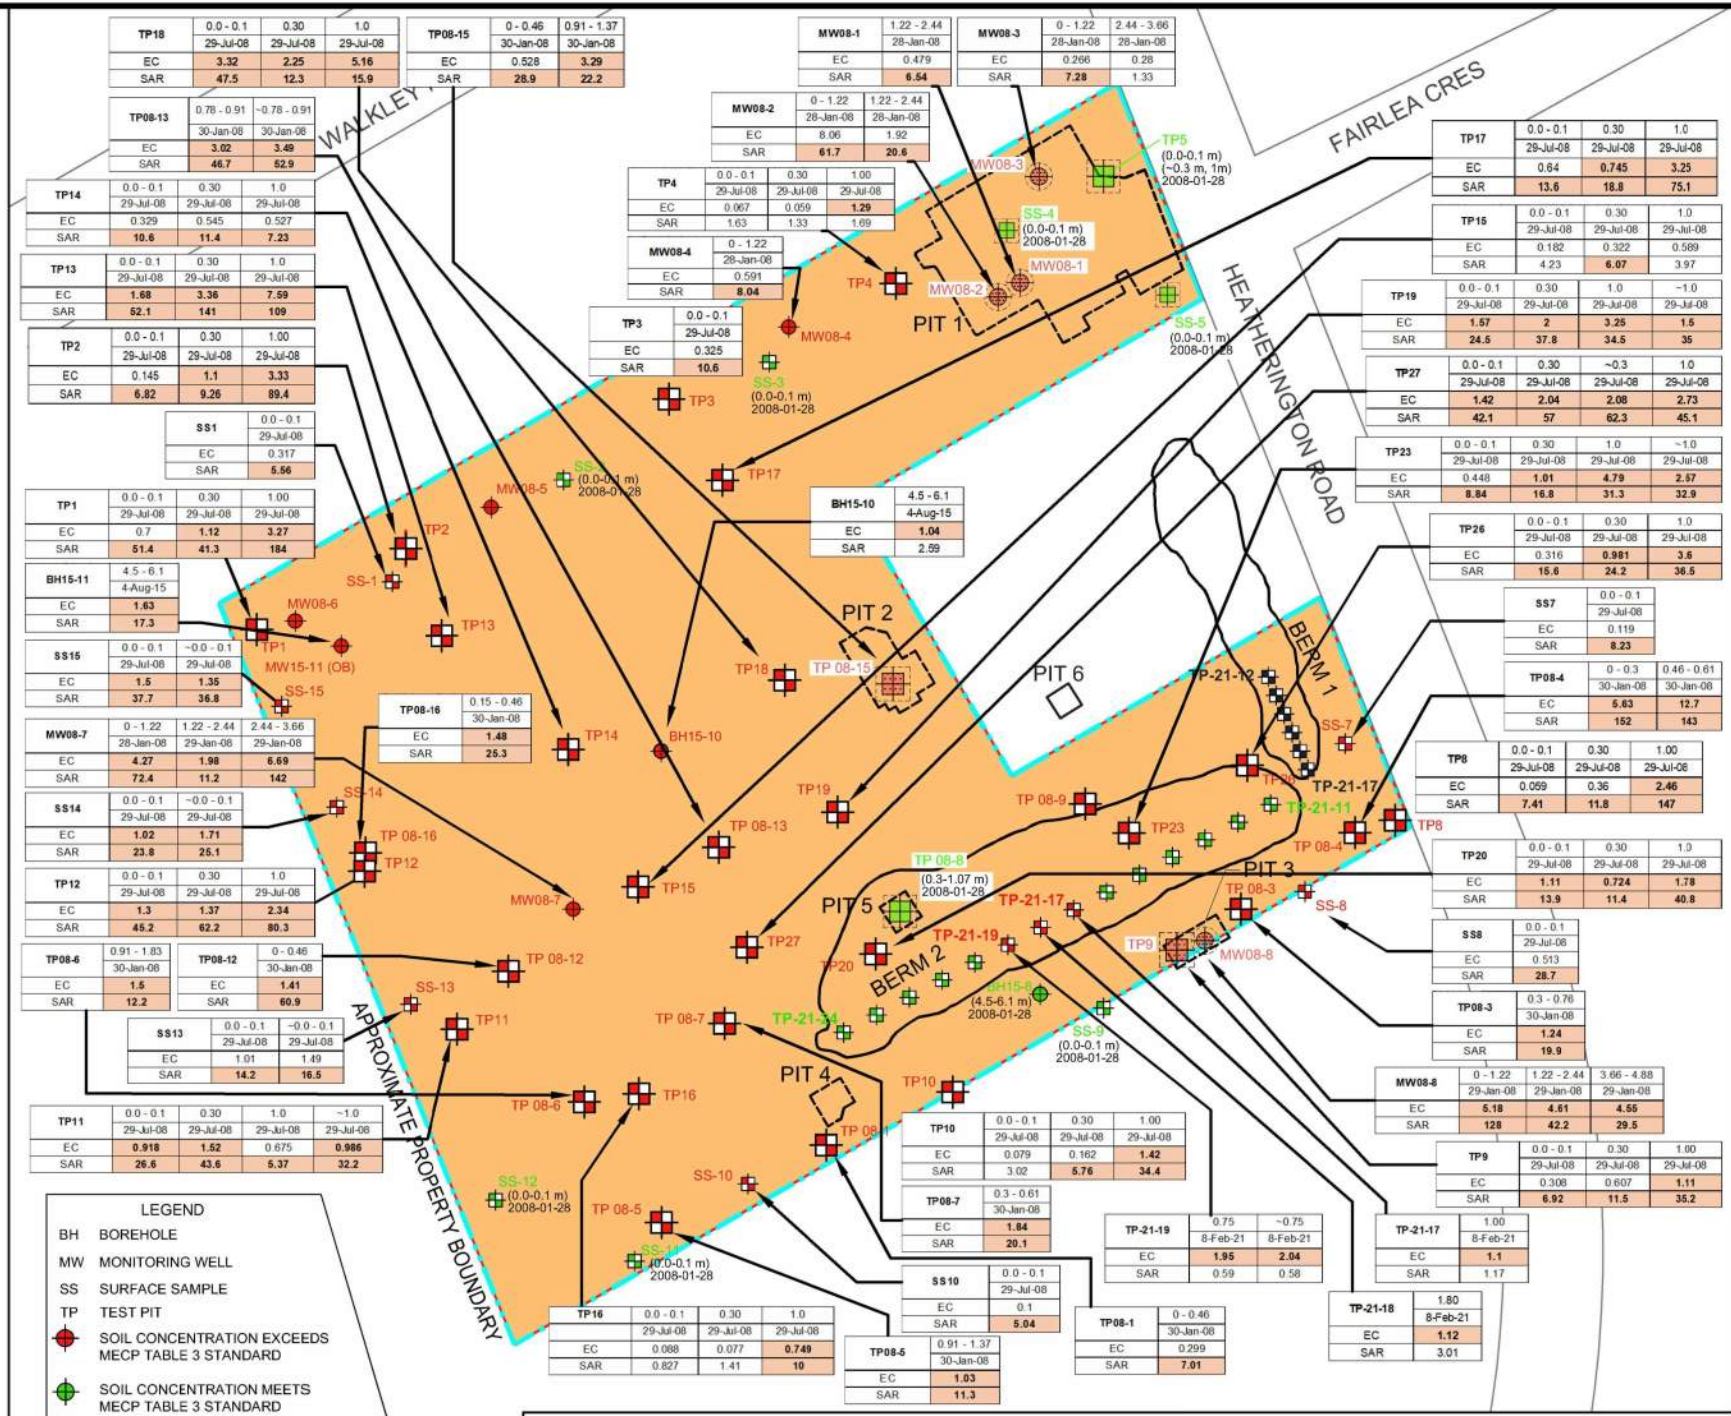 TP18 0.0 - 0.1 0.30 1.0
29-Jul-08 29-Jul-08 29-Jul-08
EC 3.32 2.25 5.16
SAR 47.5 12.3 15.9
TP08-15 0 - 0.46 0.91 - 1.37
30-Jan-08 30-Jan-08
EC 0.528 3.29
SAR 28.9 22.2
MW08-1 1.22 - 2.44
28-Jan-08
EC 0.479
SAR 6.54
MW08-3 0 - 1.22 2.44 - 3.66
28-Jan-08 28-Jan-08
EC 0.266 0.28
SAR 7.28 1.33
TP08-13 0.78 - 0.91 ~0.78 - 0.91
30-Jan-08 30-Jan-08
EC 3.02 3.49
SAR 46.7 52.9
MW08-2 0 - 1.22 1.22 - 2.44
28-Jan-08 28-Jan-08
EC 8.06 1.92
SAR 61.7 20.6
TP14 0.0 - 0.1 0.30 1.0
29-Jul-08 29-Jul-08 29-Jul-08
EC 0.329 0.545 0.527
SAR 10.6 11.4 7.23
TP4 0.0 - 0.1 0.30 1.00
29-Jul-08 29-Jul-08 29-Jul-08
EC 0.067 0.059 1.29
SAR 1.63 1.33 1.69
MW08-4 0 - 1.22
28-Jan-08
EC 0.591
SAR 8.04
TP3 0.0 - 0.1
29-Jul-08
EC 0.325
SAR 10.6
TP13 0.0 - 0.1 0.30 1.0
29-Jul-08 29-Jul-08 29-Jul-08
EC 1.68 3.36 7.59
SAR 52.1 141 109
TP2 0.0 - 0.1 0.30 1.00
29-Jul-08 29-Jul-08 29-Jul-08
EC 0.145 1.1 3.33
SAR 6.82 9.26 89.4
SS1 0.0 - 0.1
29-Jul-08
EC 0.317
SAR 5.56
TP1 0.0 - 0.1 0.30 1.00
29-Jul-08 29-Jul-08 29-Jul-08
EC 0.7 1.12 3.27
SAR 51.4 41.3 184
BH15-11 4.5 - 6.1
4-Aug-15
EC 1.63
SAR 17.3
SS15 0.0 - 0.1 ~0.0 - 0.1
29-Jul-08 29-Jul-08
EC 1.5 1.35
SAR 37.7 36.8
MW08-7 0 - 1.22 1.22 - 2.44 2.44 - 3.66
28-Jan-08 29-Jan-08 29-Jan-08
EC 4.27 1.98 6.69
SAR 72.4 11.2 142
SS14 0.0 - 0.1 ~0.0 - 0.1
29-Jul-08 29-Jul-08
EC 1.02 1.71
SAR 23.8 25.1
TP12 0.0 - 0.1 0.30 1.0
29-Jul-08 29-Jul-08 29-Jul-08
EC 1.3 1.37 2.34
SAR 45.2 62.2 80.3
TP08-6 0.91 - 1.83
30-Jan-08
EC 1.5
SAR 12.2
TP08-12 0 - 0.46
30-Jan-08
EC 1.41
SAR 60.9
SS13 0.0 - 0.1 ~0.0 - 0.1
29-Jul-08 29-Jul-08
EC 1.01 1.49
SAR 14.2 16.5
TP11 0.0 - 0.1 0.30 1.0 ~1.0
29-Jul-08 29-Jul-08 29-Jul-08 29-Jul-08
EC 0.918 1.52 0.675 0.986
SAR 26.6 43.6 5.37 32.2
TP08-16 0.15 - 0.46
30-Jan-08
EC 1.48
SAR 25.3
BH15-10 4.5 - 6.1
4-Aug-15
EC 1.04
SAR 2.59
TP17 0.0 - 0.1 0.30 1.0
29-Jul-08 29-Jul-08 29-Jul-08
EC 0.64 0.745 3.25
SAR 13.6 18.8 75.1
TP15 0.0 - 0.1 0.30 1.0
29-Jul-08 29-Jul-08 29-Jul-08
EC 0.182 0.322 0.589
SAR 4.23 6.07 3.97
TP19 0.0 - 0.1 0.30 1.0 ~1.0
29-Jul-08 29-Jul-08 29-Jul-08 29-Jul-08
EC 1.57 2 3.25 1.5
SAR 24.5 37.8 34.5 35
TP27 0.0 - 0.1 0.30 ~0.3 1.0
29-Jul-08 29-Jul-08 29-Jul-08 29-Jul-08
EC 1.42 2.04 2.08 2.73
SAR 42.1 57 62.3 45.1
TP23 0.0 - 0.1 0.30 1.0 ~1.0
29-Jul-08 29-Jul-08 29-Jul-08 29-Jul-08
EC 0.448 1.01 4.79 2.57
SAR 8.84 16.8 31.3 32.9
TP26 0.0 - 0.1 0.30 1.0
29-Jul-08 29-Jul-08 29-Jul-08
EC 0.316 0.981 3.6
SAR 15.6 24.2 36.5
SS7 0.0 - 0.1
29-Jul-08
EC 0.119
SAR 8.23
TP08-4 0 - 0.3 0.46 - 0.61
30-Jan-08 30-Jan-08
EC 5.63 12.7
SAR 152 143
TP8 0.0 - 0.1 0.30 1.00
29-Jul-08 29-Jul-08 29-Jul-08
EC 0.059 0.36 2.46
SAR 7.41 11.8 147
TP20 0.0 - 0.1 0.30 1.0
29-Jul-08 29-Jul-08 29-Jul-08
EC 1.11 0.724 1.78
SAR 13.9 11.4 40.8
SS8 0.0 - 0.1
29-Jul-08
EC 0.513
SAR 28.7
TP08-3 0.3 - 0.76
30-Jan-08
EC 1.24
SAR 19.9
MW08-8 0 - 1.22 1.22 - 2.44 3.66 - 4.88
29-Jan-08 29-Jan-08 29-Jan-08
EC 5.18 4.61 4.55
SAR 128 42.2 29.5
TP9 0.0 - 0.1 0.30 1.00
29-Jul-08 29-Jul-08 29-Jul-08
EC 0.308 0.607 1.11
SAR 6.92 11.5 35.2
TP10 0.0 - 0.1 0.30 1.00
29-Jul-08 29-Jul-08 29-Jul-08
EC 0.079 0.162 1.42
SAR 3.02 5.76 34.4
TP08-7 0.3 - 0.61
30-Jan-08
EC 1.84
SAR 20.1
TP-21-19 0.75 ~0.75
8-Feb-21 8-Feb-21
EC 1.95 2.04
SAR 0.59 0.58
TP-21-17 1.00
8-Feb-21
EC 1.1
SAR 1.17
SS10 0.0 - 0.1
29-Jul-08
EC 0.1
SAR 5.04
TP-21-18 1.80
8-Feb-21
EC 1.12
SAR 3.01
TP16 0.0 - 0.1 0.30 1.0
29-Jul-08 29-Jul-08 29-Jul-08
EC 0.088 0.077 0.749
SAR 0.827 1.41 10
TP08-1 0 - 0.46
30-Jan-08
EC 0.299
SAR 7.01
TP08-5 0.91 - 1.37
30-Jan-08
EC 1.03
SAR 11.3
WALKLEY
FAIRLEA CRES
HEATHERINGTON ROAD
APPROXIMATE PROPERTY BOUNDARY
MW08-3
TP5
(0.0-0.1 m)
(~0.3 m, 1m)
2008-01-28
SS-4
(0.0-0.1 m)
2008-01-28
MW08-1
MW08-2
PIT 1
SS-5
(0.0-0.1 m)
2008-01-28
TP4
MW08-4
SS-3
(0.0-0.1 m)
2008-01-28
TP3
TP17
SS-2
(0.0-0.1 m)
2008-01-28
MW08-5
TP2
SS-1
MW08-6
TP1
MW15-11 (OB)
TP13
SS-15
PIT 2
TP18
TP 08-15
PIT 6
BERM 1
TP-21-12
SS-7
TP14
BH15-10
TP26
TP-21-17
SS-14
TP19
TP 08-9
TP-21-11
TP8
TP 08-16
TP12
TP 08-13
TP23
TP 08-4
TP 08-8
(0.3-1.07 m)
2008-01-28
PIT 3
TP15
MW08-7
PIT 5
TP-21-17
TP 08-3
SS-8
TP27
TP20
TP-21-19
TP9
MW08-8
BERM 2
TP 08-12
SS-13
BH15-8
(4.5-6.1 m)
2008-01-28
SS-9
(0.0-0.1 m)
2008-01-28
TP11
TP 08-7
TP-21-24
PIT 4
TP10
TP 08-6
TP16
TP 08-1
SS-12
(0.0-0.1 m)
2008-01-28
SS-10
TP 08-5
SS-11
(0.0-0.1 m)
2008-01-28
LEGEND
BH BOREHOLE
MW MONITORING WELL
SS SURFACE SAMPLE
TP TEST PIT
SOIL CONCENTRATION EXCEEDS
MECP TABLE 3 STANDARD
SOIL CONCENTRATION MEETS
MECP TABLE 3 STANDARD